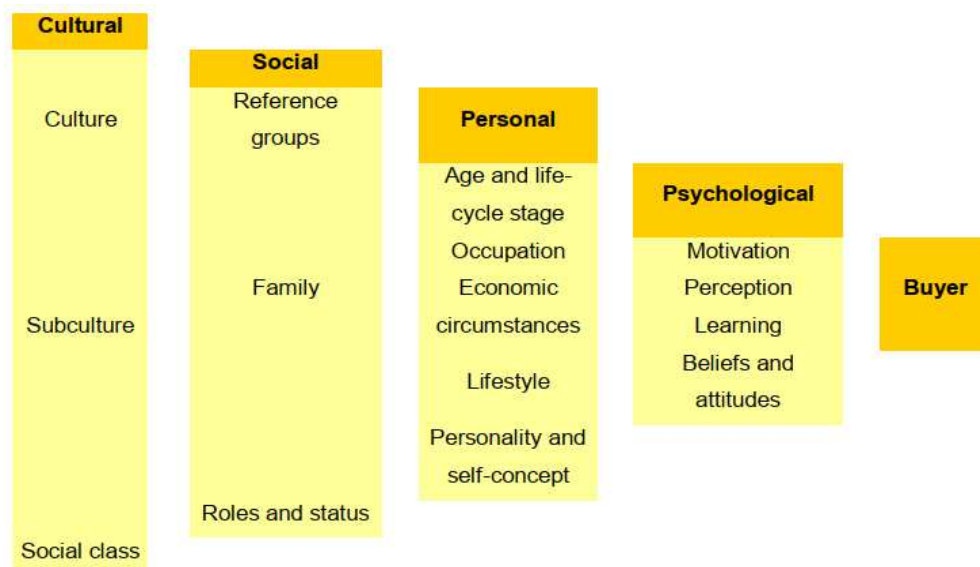 Cultural
Culture
Subculture
Social class
Social
Reference
groups
Family
Roles and status
Personal
Age and life-
cycle stage
Occupation
Economic
circumstances
Lifestyle
Personality and
self-concept
Psychological
Motivation
Perception
Learning
Beliefs and
attitudes
Buyer